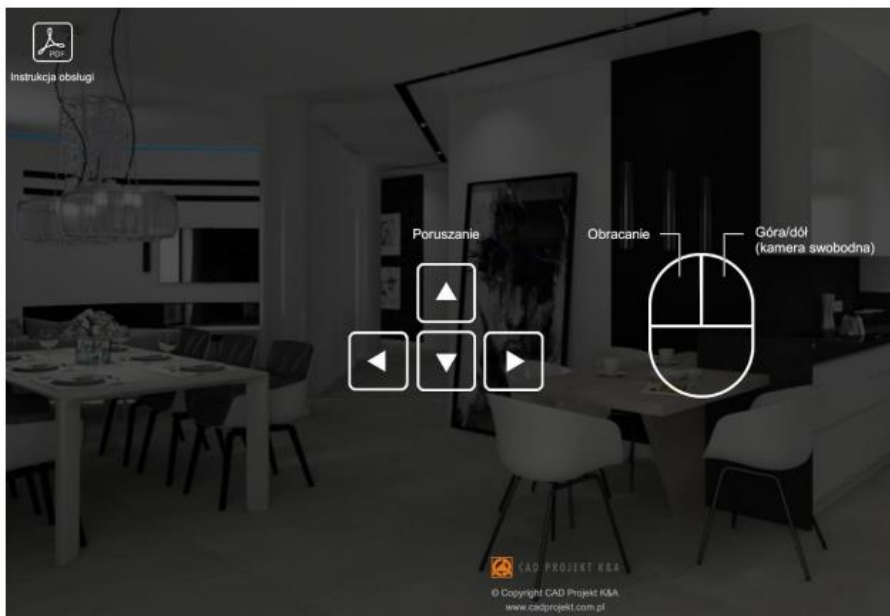 PDF
Instrukcja obsługi
Poruszanie
Obracanie
Góra/dół
(kamera swobodna)
CAD PROJEKT K&A
© Copyright CAD Projekt K&A
www.cadprojekt.com.pl